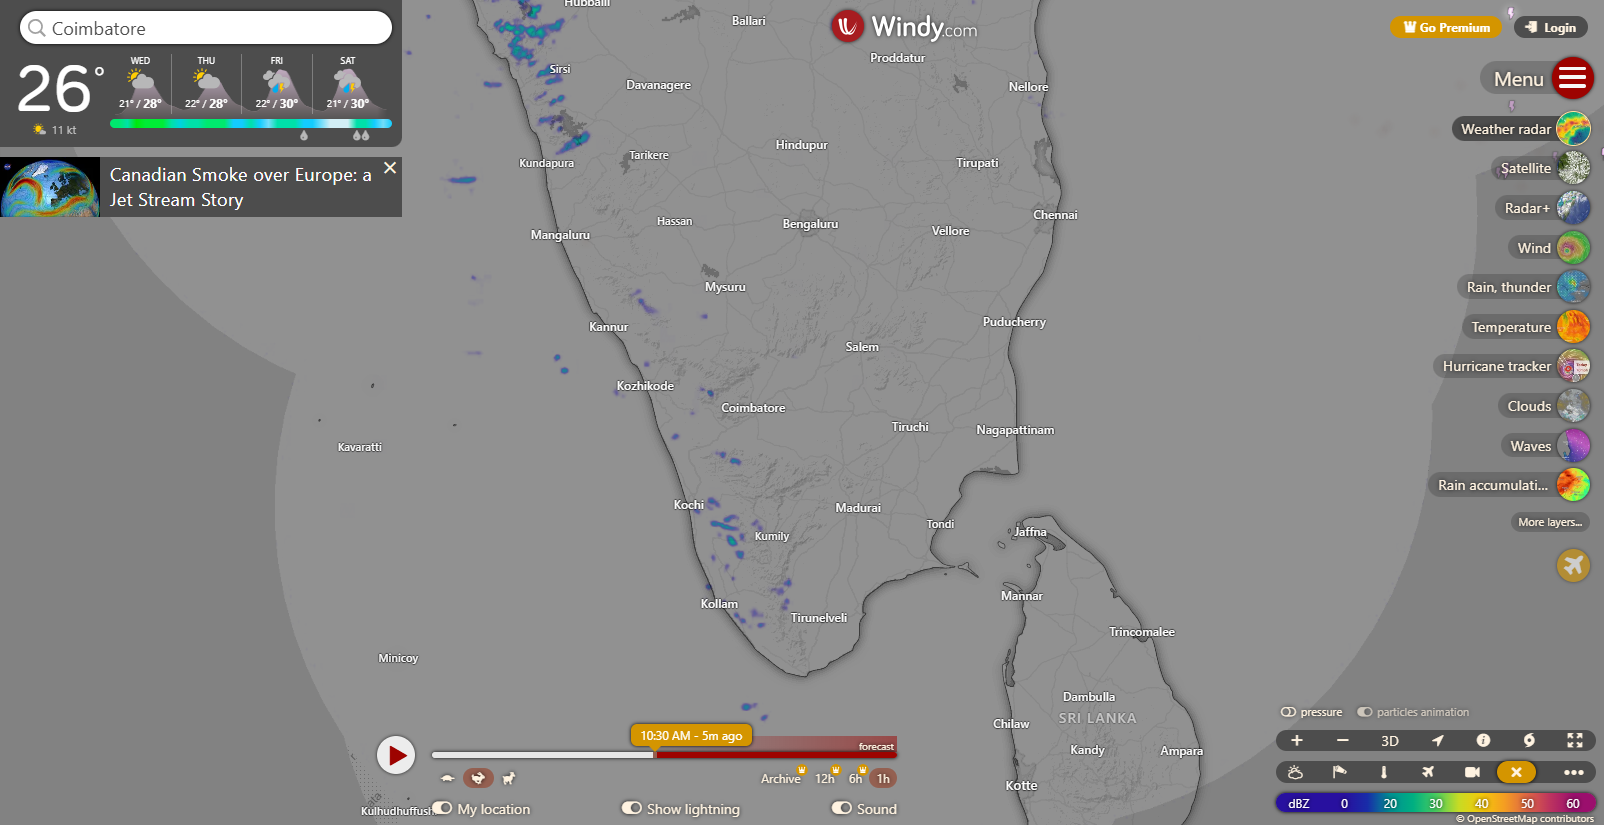 Coimbatore
26°
11 kt
WED THU FRI SAT
21° / 28° 22° / 28° 22° / 30° 21° / 30°
Canadian Smoke over Europe: a
Jet Stream Story
Windy.com
Go Premium
Login
Menu
Weather radar
Satellite
Radar+
Wind
Rain, thunder
Temperature
Hurricane tracker
Clouds
Waves
Rain accumulati...
More layers...
Hubballi
Ballari
Proddatur
Sirsi
Davanagere
Nellore
Hindupur
Kundapura
Tarikere
Tirupati
Hassan
Bengaluru
Chennai
Mangaluru
Vellore
Mysuru
Kannur
Puducherry
Salem
Kozhikode
Coimbatore
Tiruchi
Nagapattinam
Kavaratti
Kochi
Madurai
Tondi
Jaffna
Kumily
Mannar
Kollam
Tirunelveli
Trincomalee
Minicoy
Dambulla
SRI LANKA
Chilaw
Kandy
Ampara
Kotte
Kulhudhuffushi
10:30 AM - 5m ago
forecast
Archive 12h 6h 1h
My location
Show lightning
Sound
pressure
particles animation
3D
dBZ 0 20 30 40 50 60
© OpenStreetMap contributors